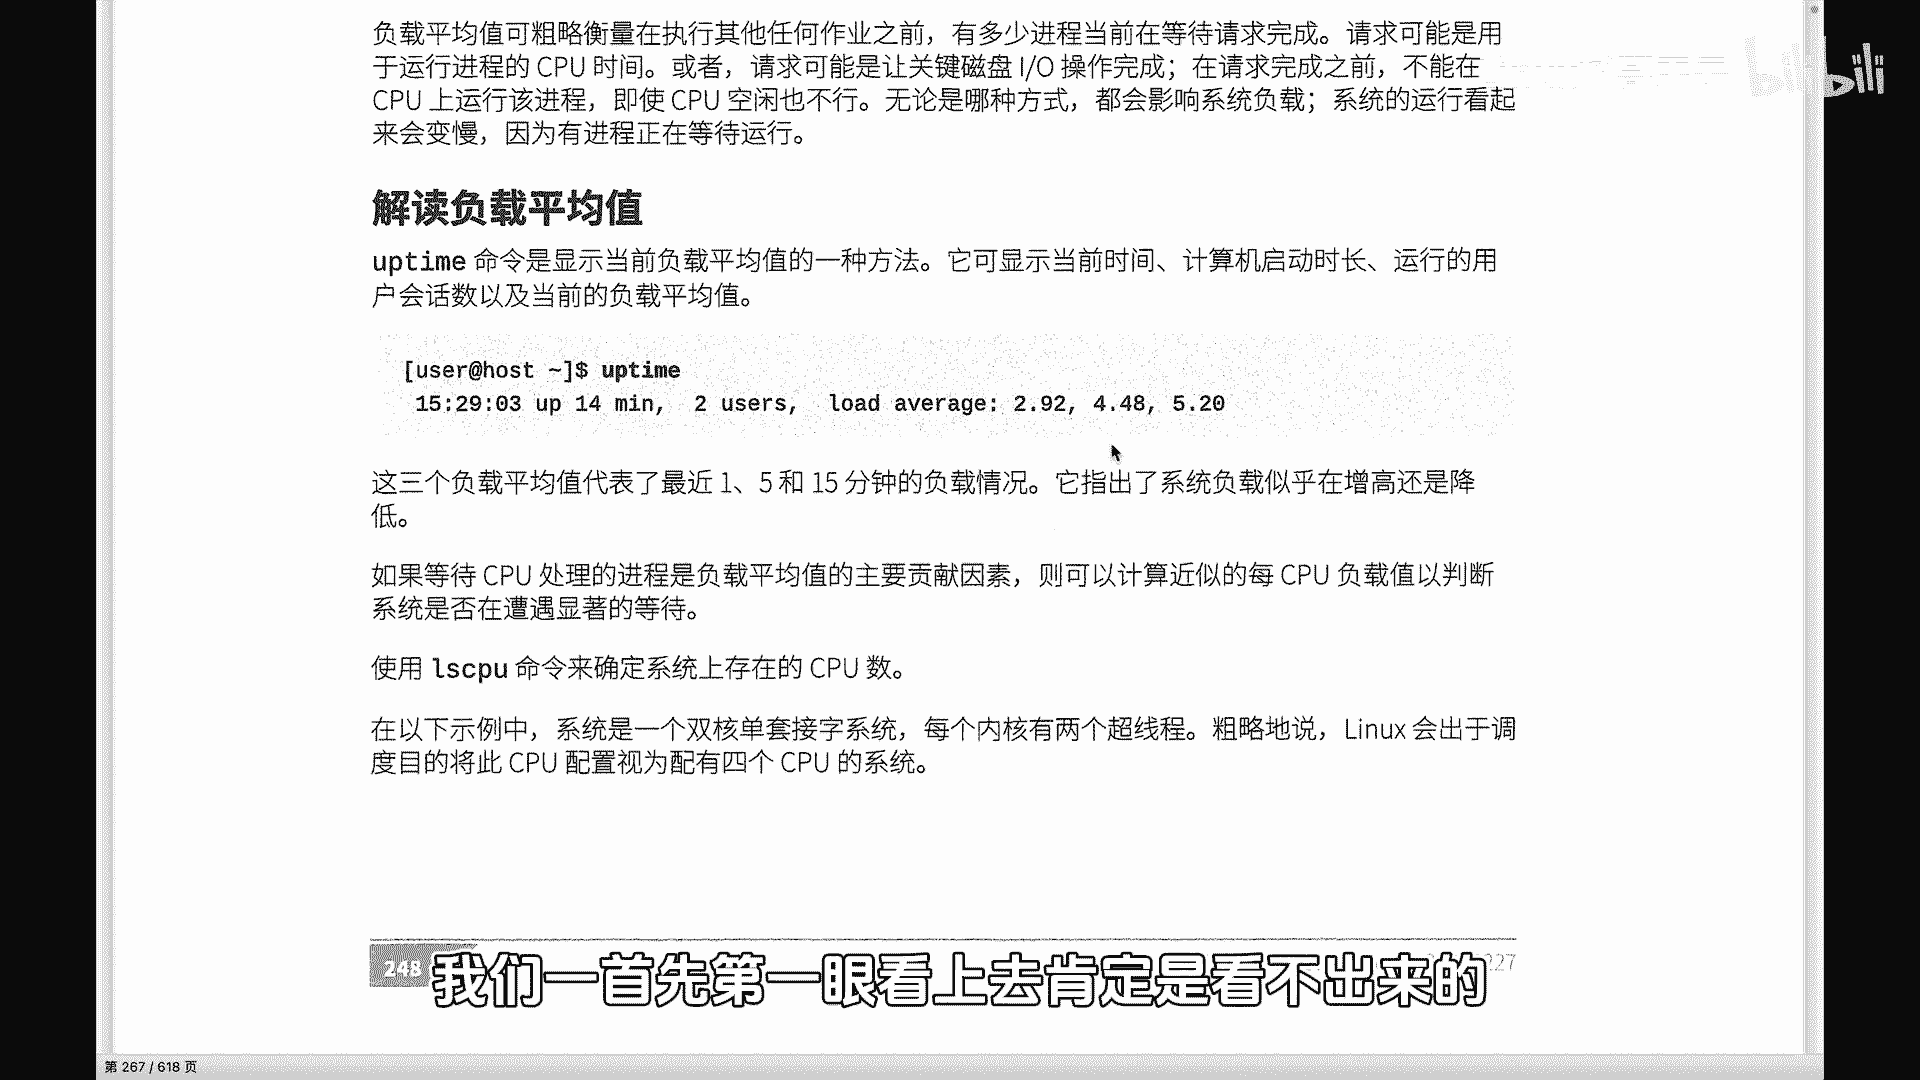 负载平均值可粗略衡量在执行其他任何作业之前，有多少进程当前在等待请求完成。请求可能是用
于运行进程的 CPU 时间。或者，请求可能是让关键磁盘 I/O 操作完成；在请求完成之前，不能在
CPU 上运行该进程，即使 CPU 空闲也不行。无论是哪种方式，都会影响系统负载；系统的运行看起
来会变慢，因为有进程正在等待运行。
bilibili
解读负载平均值
uptime 命令是显示当前负载平均值的一种方法。它可显示当前时间、计算机启动时长、运行的用
户会话数以及当前的负载平均值。
[user@host ~]$ uptime
15:29:03 up 14 min,  2 users,  load average: 2.92, 4.48, 5.20
这三个负载平均值代表了最近 1、5 和 15 分钟的负载情况。它指出了系统负载似乎在增高还是降
低。
如果等待 CPU 处理的进程是负载平均值的主要贡献因素，则可以计算近似的每 CPU 负载值以判断
系统是否在遭遇显著的等待。
使用 lscpu 命令来确定系统上存在的 CPU 数。
在以下示例中，系统是一个双核单套接字系统，每个内核有两个超线程。粗略地说，Linux 会出于调
度目的将此 CPU 配置视为配有四个 CPU 的系统。
248
我们一首先第一眼看上去肯定是看不出来的
第 267 / 618 页